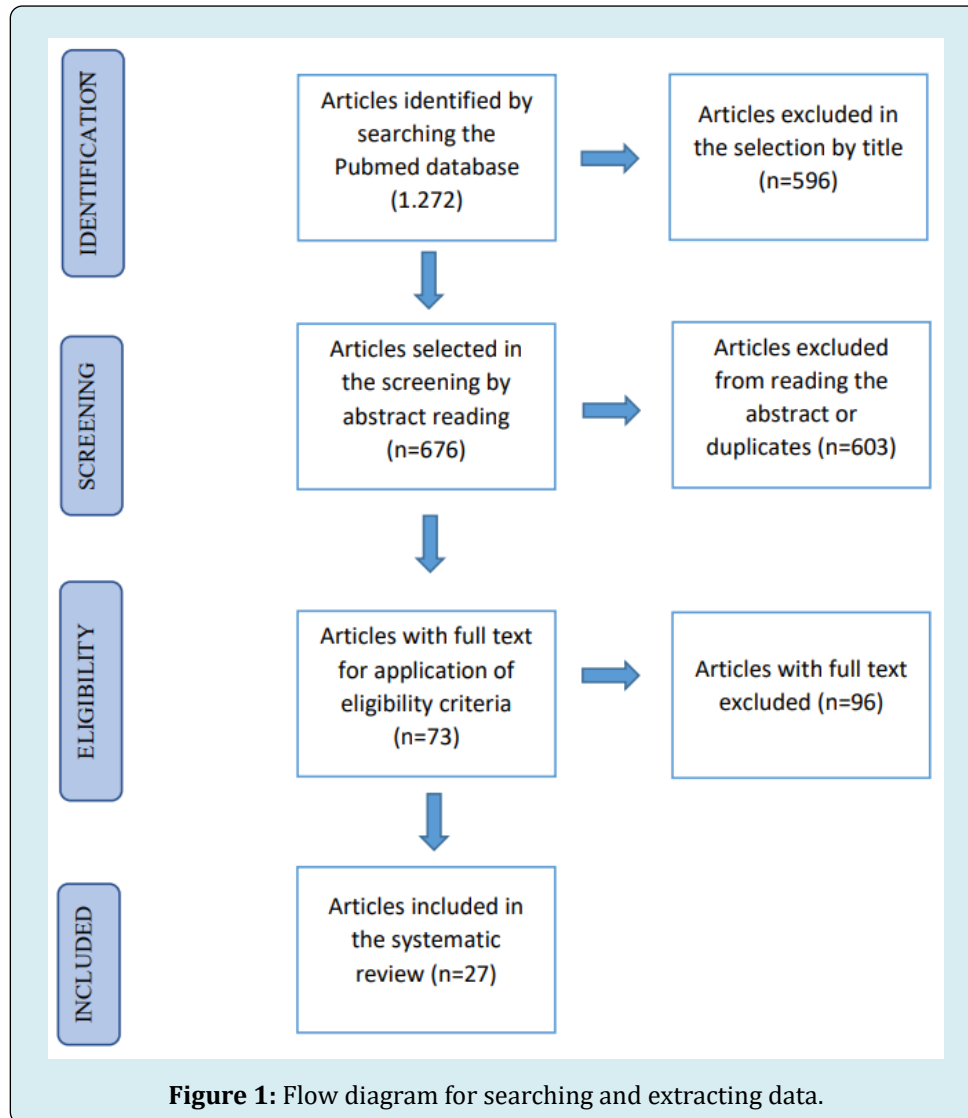 IDENTIFICATION
Articles identified by
searching the
Pubmed database
(1.272)
Articles excluded in
the selection by title
(n=596)
SCREENING
Articles selected in
the screening by
abstract reading
(n=676)
Articles excluded
from reading the
abstract or
duplicates (n=603)
ELIGIBILITY
Articles with full text
for application of
eligibility criteria
(n=73)
Articles with full text
excluded (n=96)
INCLUDED
Articles included in
the systematic
review (n=27)
Figure 1: Flow diagram for searching and extracting data.